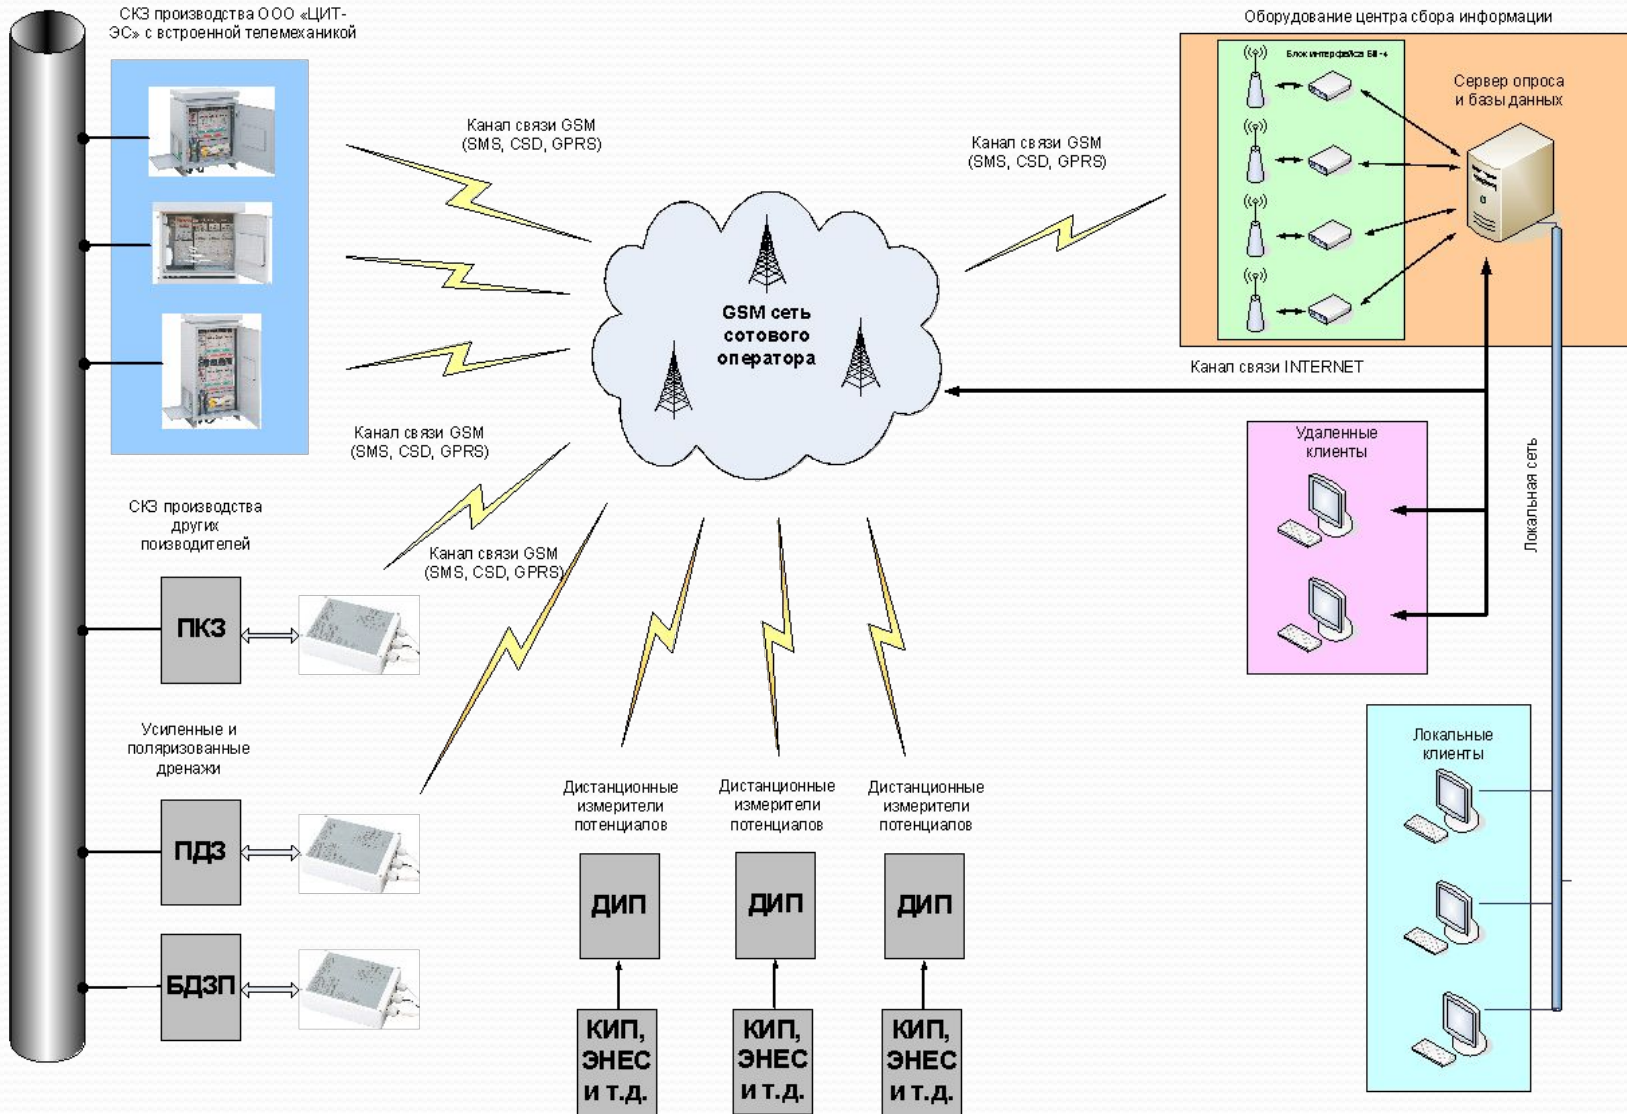 СКЗ производства ООО «ЦИТ-
ЭС» с встроенной телемеханикой
Оборудование центра сбора информации
Блок интерфейса БИ-4
Сервер опроса
и базы данных
Канал связи GSM
(SMS, CSD, GPRS)
Канал связи GSM
(SMS, CSD, GPRS)
GSM сеть
сотового
оператора
Канал связи INTERNET
Канал связи GSM
(SMS, CSD, GPRS)
Удаленные
клиенты
Локальная сеть
СКЗ производства
других
поизводителей
Канал связи GSM
(SMS, CSD, GPRS)
ПКЗ
Усиленные и
поляризованные
дренажи
Локальные
клиенты
Дистанционные
измерители
потенциалов
Дистанционные
измерители
потенциалов
Дистанционные
измерители
потенциалов
ПДЗ
ДИП
ДИП
ДИП
БДЗП
КИП,
ЭНЕС
и т.д.
КИП,
ЭНЕС
и т.д.
КИП,
ЭНЕС
и т.д.